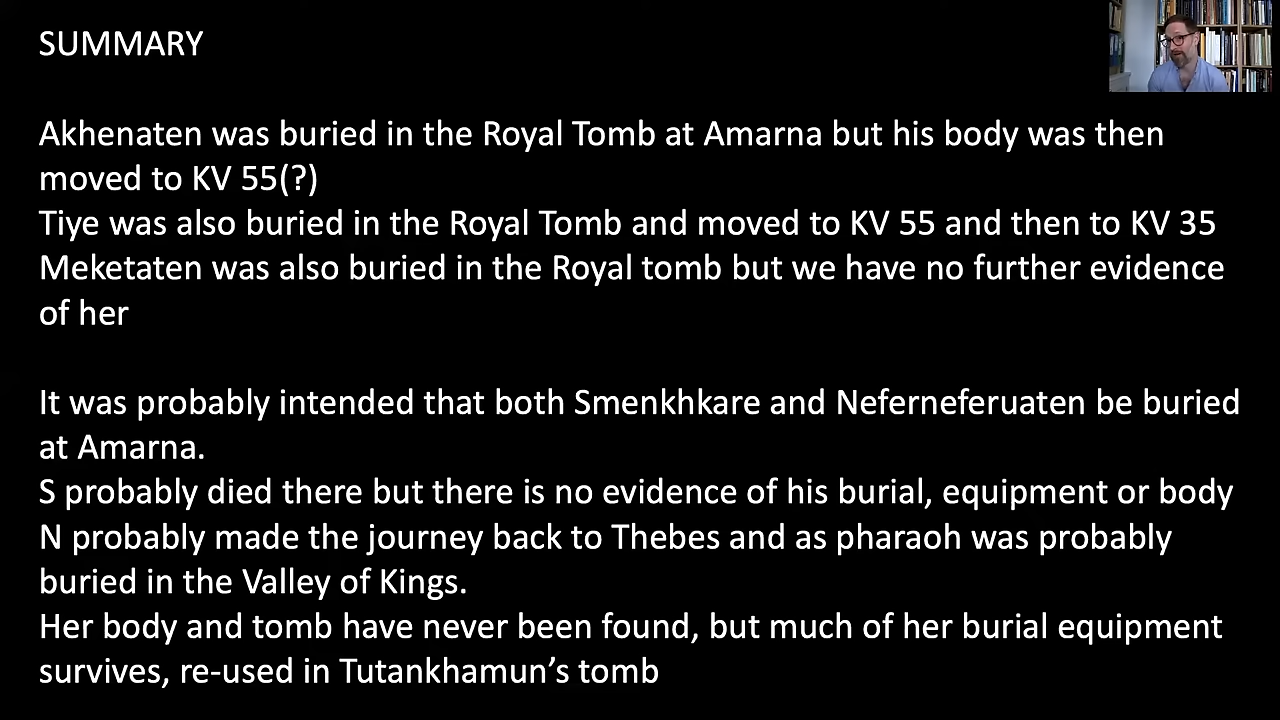 SUMMARY
Akhenaten was buried in the Royal Tomb at Amarna but his body was then
moved to KV 55(?)
Tiye was also buried in the Royal Tomb and moved to KV 55 and then to KV 35
Meketaten was also buried in the Royal tomb but we have no further evidence
of her
It was probably intended that both Smenkhkare and Neferneferuaten be buried
at Amarna.
S probably died there but there is no evidence of his burial, equipment or body
N probably made the journey back to Thebes and as pharaoh was probably
buried in the Valley of Kings.
Her body and tomb have never been found, but much of her burial equipment
survives, re-used in Tutankhamun’s tomb